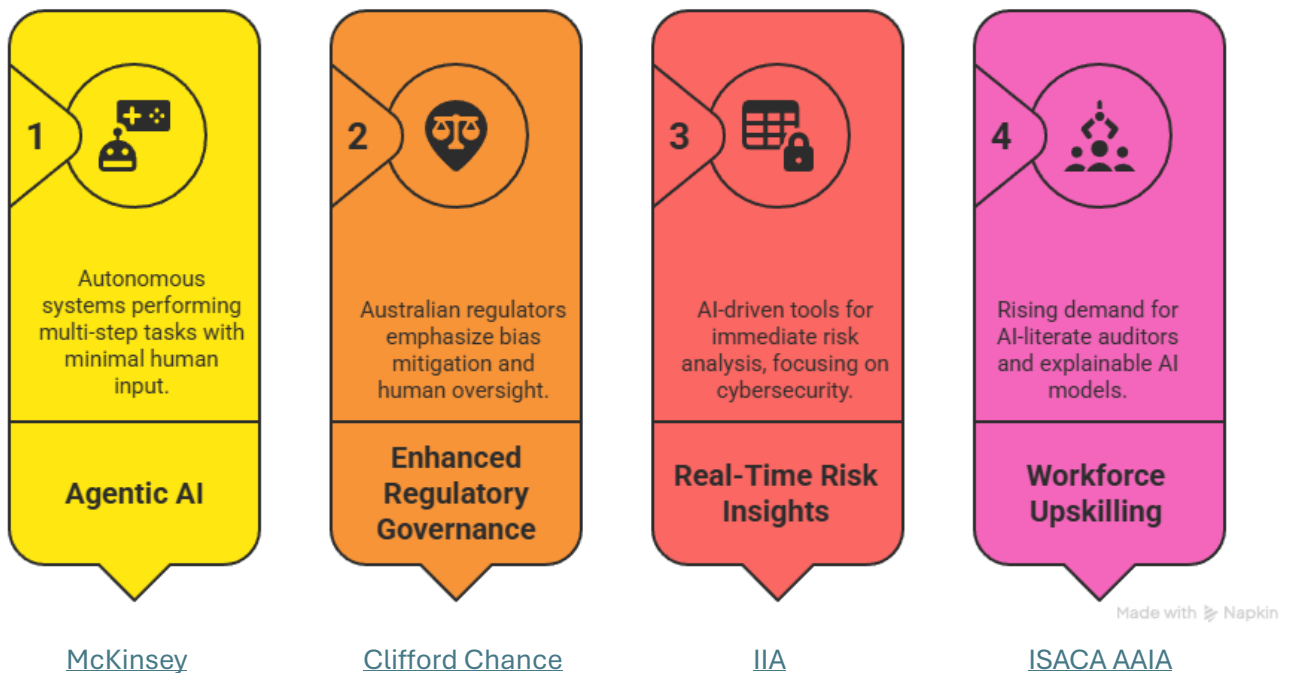 1
Autonomous
systems performing
multi-step tasks with
minimal human
input.
Agentic AI
2
Australian regulators
emphasize bias
mitigation and
human oversight.
Enhanced
Regulatory
Governance
3
AI-driven tools for
immediate risk
analysis, focusing on
cybersecurity.
Real-Time Risk
Insights
4
Rising demand for
AI-literate auditors
and explainable AI
models.
Workforce
Upskilling
Made with Napkin
McKinsey
Clifford Chance
IIA
ISACA AAIA